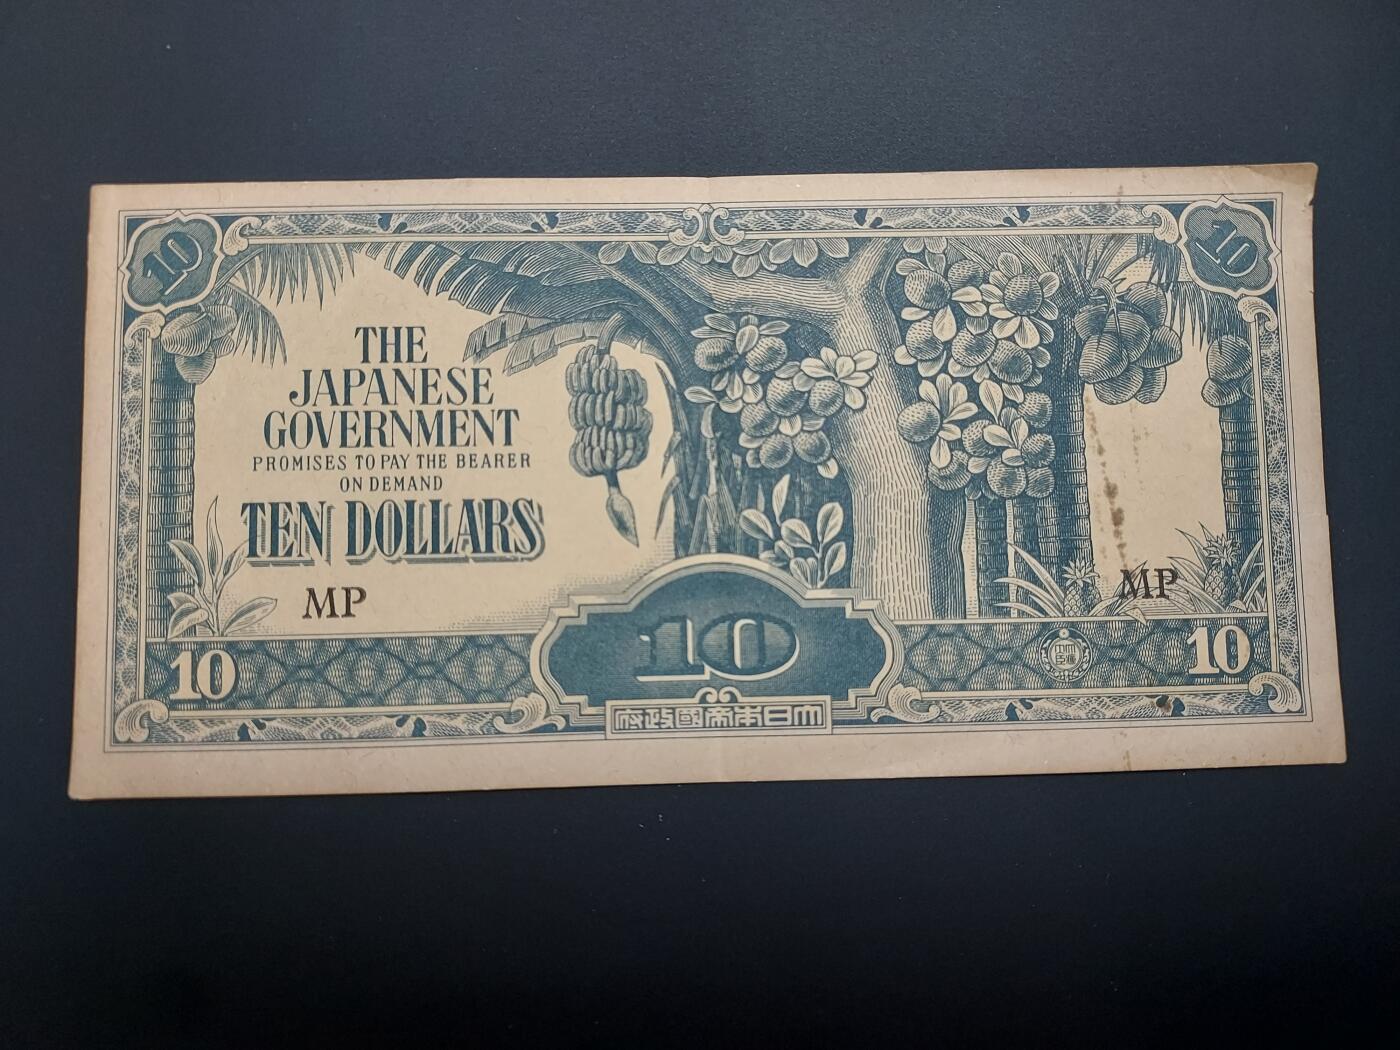 10
10
THE
JAPANESE
GOVERNMENT
PROMISES TO PAY THE BEARER
ON DEMAND
TEN DOLLARS
MP
MP
10
10
10
府政國帝本日大